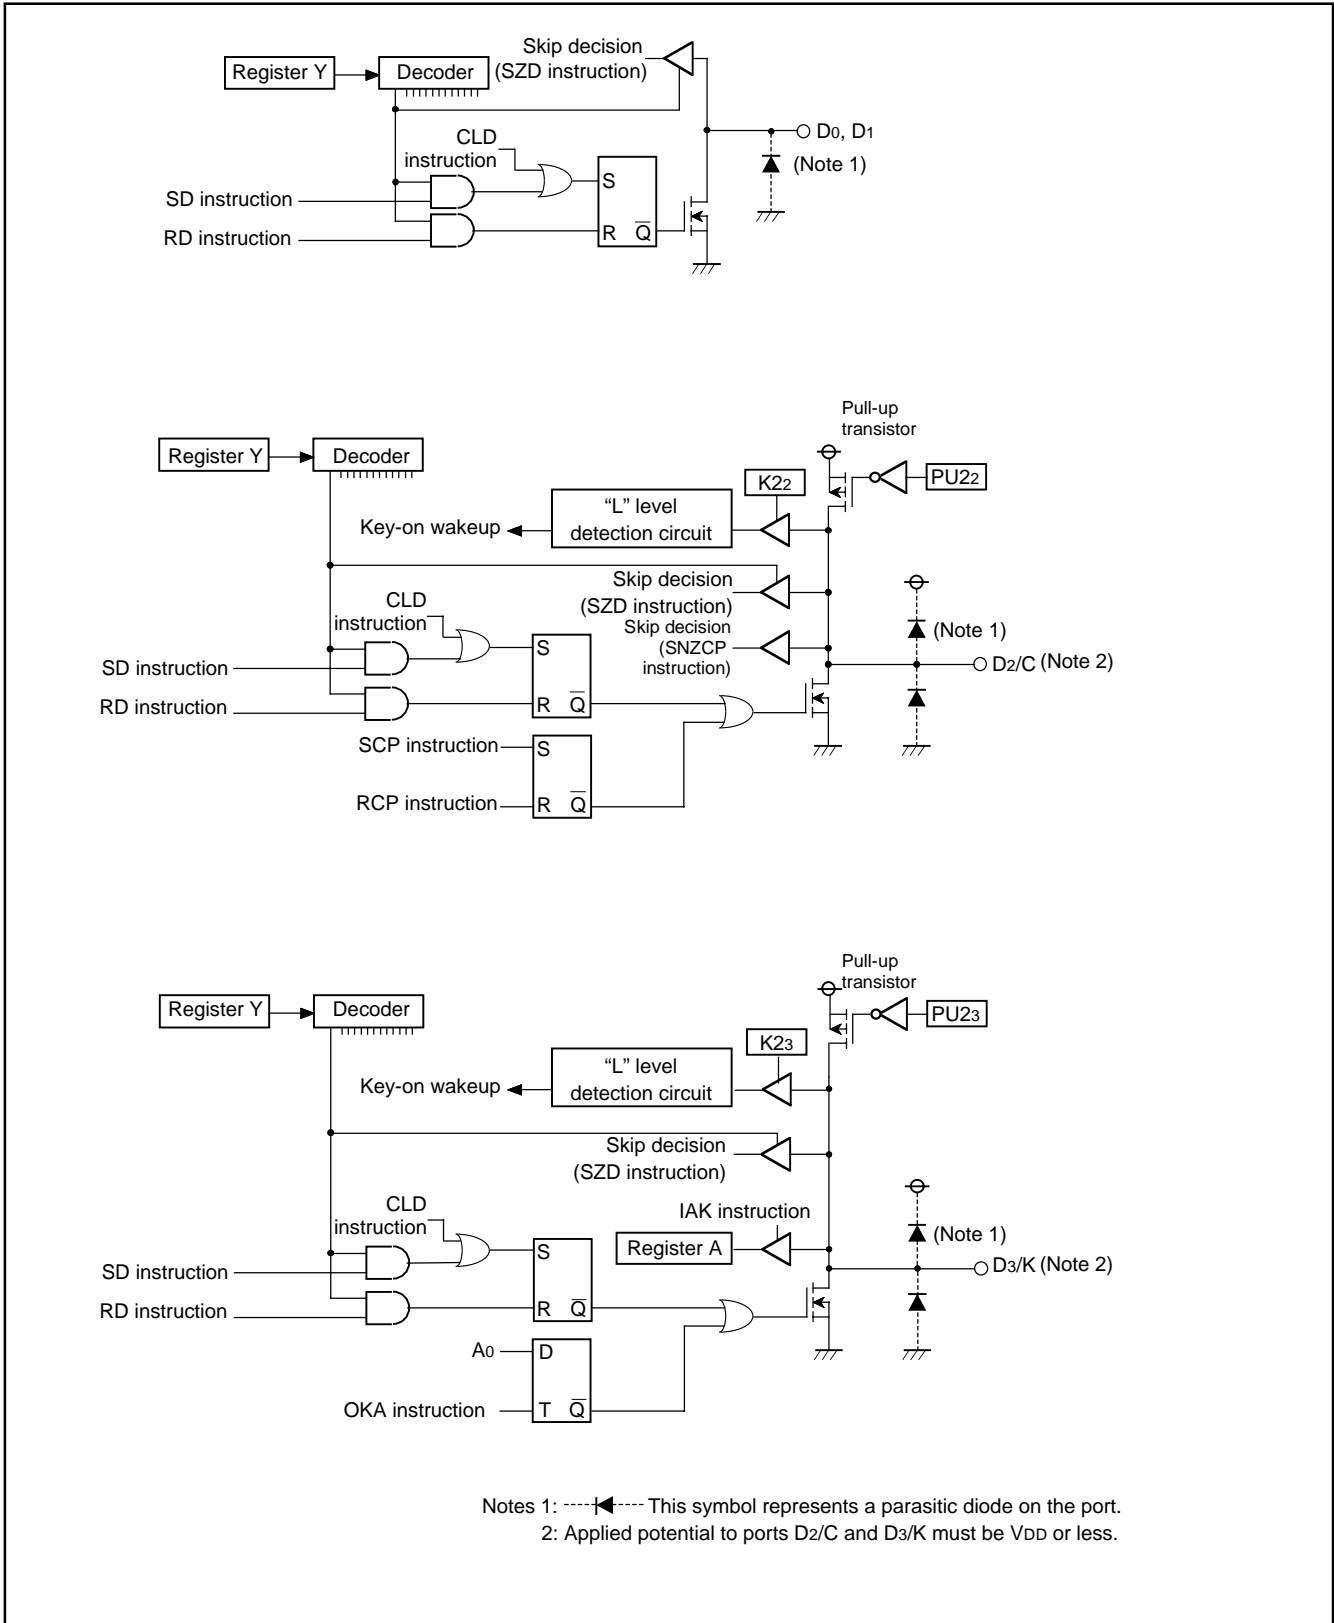 Skip decision
(SZD instruction)
Register Y
Decoder
CLD
instruction
SD instruction
RD instruction
S
R
Q̅
D0, D1
(Note 1)
Pull-up
transistor
Register Y
Decoder
K22
PU22
“L” level
detection circuit
Key-on wakeup
Skip decision
(SZD instruction)
Skip decision
(SNZCP
instruction)
CLD
instruction
SD instruction
RD instruction
S
R
Q̅
SCP instruction
RCP instruction
S
R
Q̅
(Note 1)
D2/C (Note 2)
Pull-up
transistor
Register Y
Decoder
K23
PU23
“L” level
detection circuit
Key-on wakeup
Skip decision
(SZD instruction)
IAK instruction
Register A
CLD
instruction
SD instruction
RD instruction
S
R
Q̅
A0
OKA instruction
D
T
Q̅
(Note 1)
D3/K (Note 2)
Notes 1: This symbol represents a parasitic diode on the port.
2: Applied potential to ports D2/C and D3/K must be VDD or less.